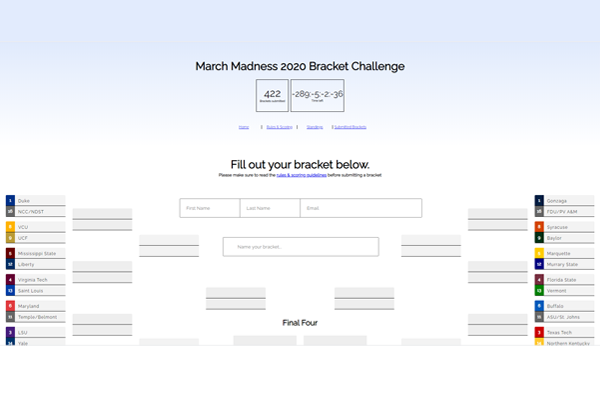 March Madness 2020 Bracket Challenge
422
Brackets submitted
-289:-5:-2:-36
Time left
Home | Rules & Scoring | Standings | Submitted Brackets
Fill out your bracket below.
Please make sure to read the rules & scoring guidelines before submitting a bracket
First Name
Last Name
Email
Name your bracket...
1 Duke
16 NCC/NDST
8 VCU
9 UCF
5 Mississippi State
12 Liberty
4 Virginia Tech
13 Saint Louis
6 Maryland
11 Temple/Belmont
3 LSU
14 Yale
Final Four
1 Gonzaga
16 FDU/PV A&M
8 Syracuse
9 Baylor
5 Marquette
12 Murray State
4 Florida State
13 Vermont
6 Buffalo
11 ASU/St. Johns
3 Texas Tech
14 Northern Kentucky